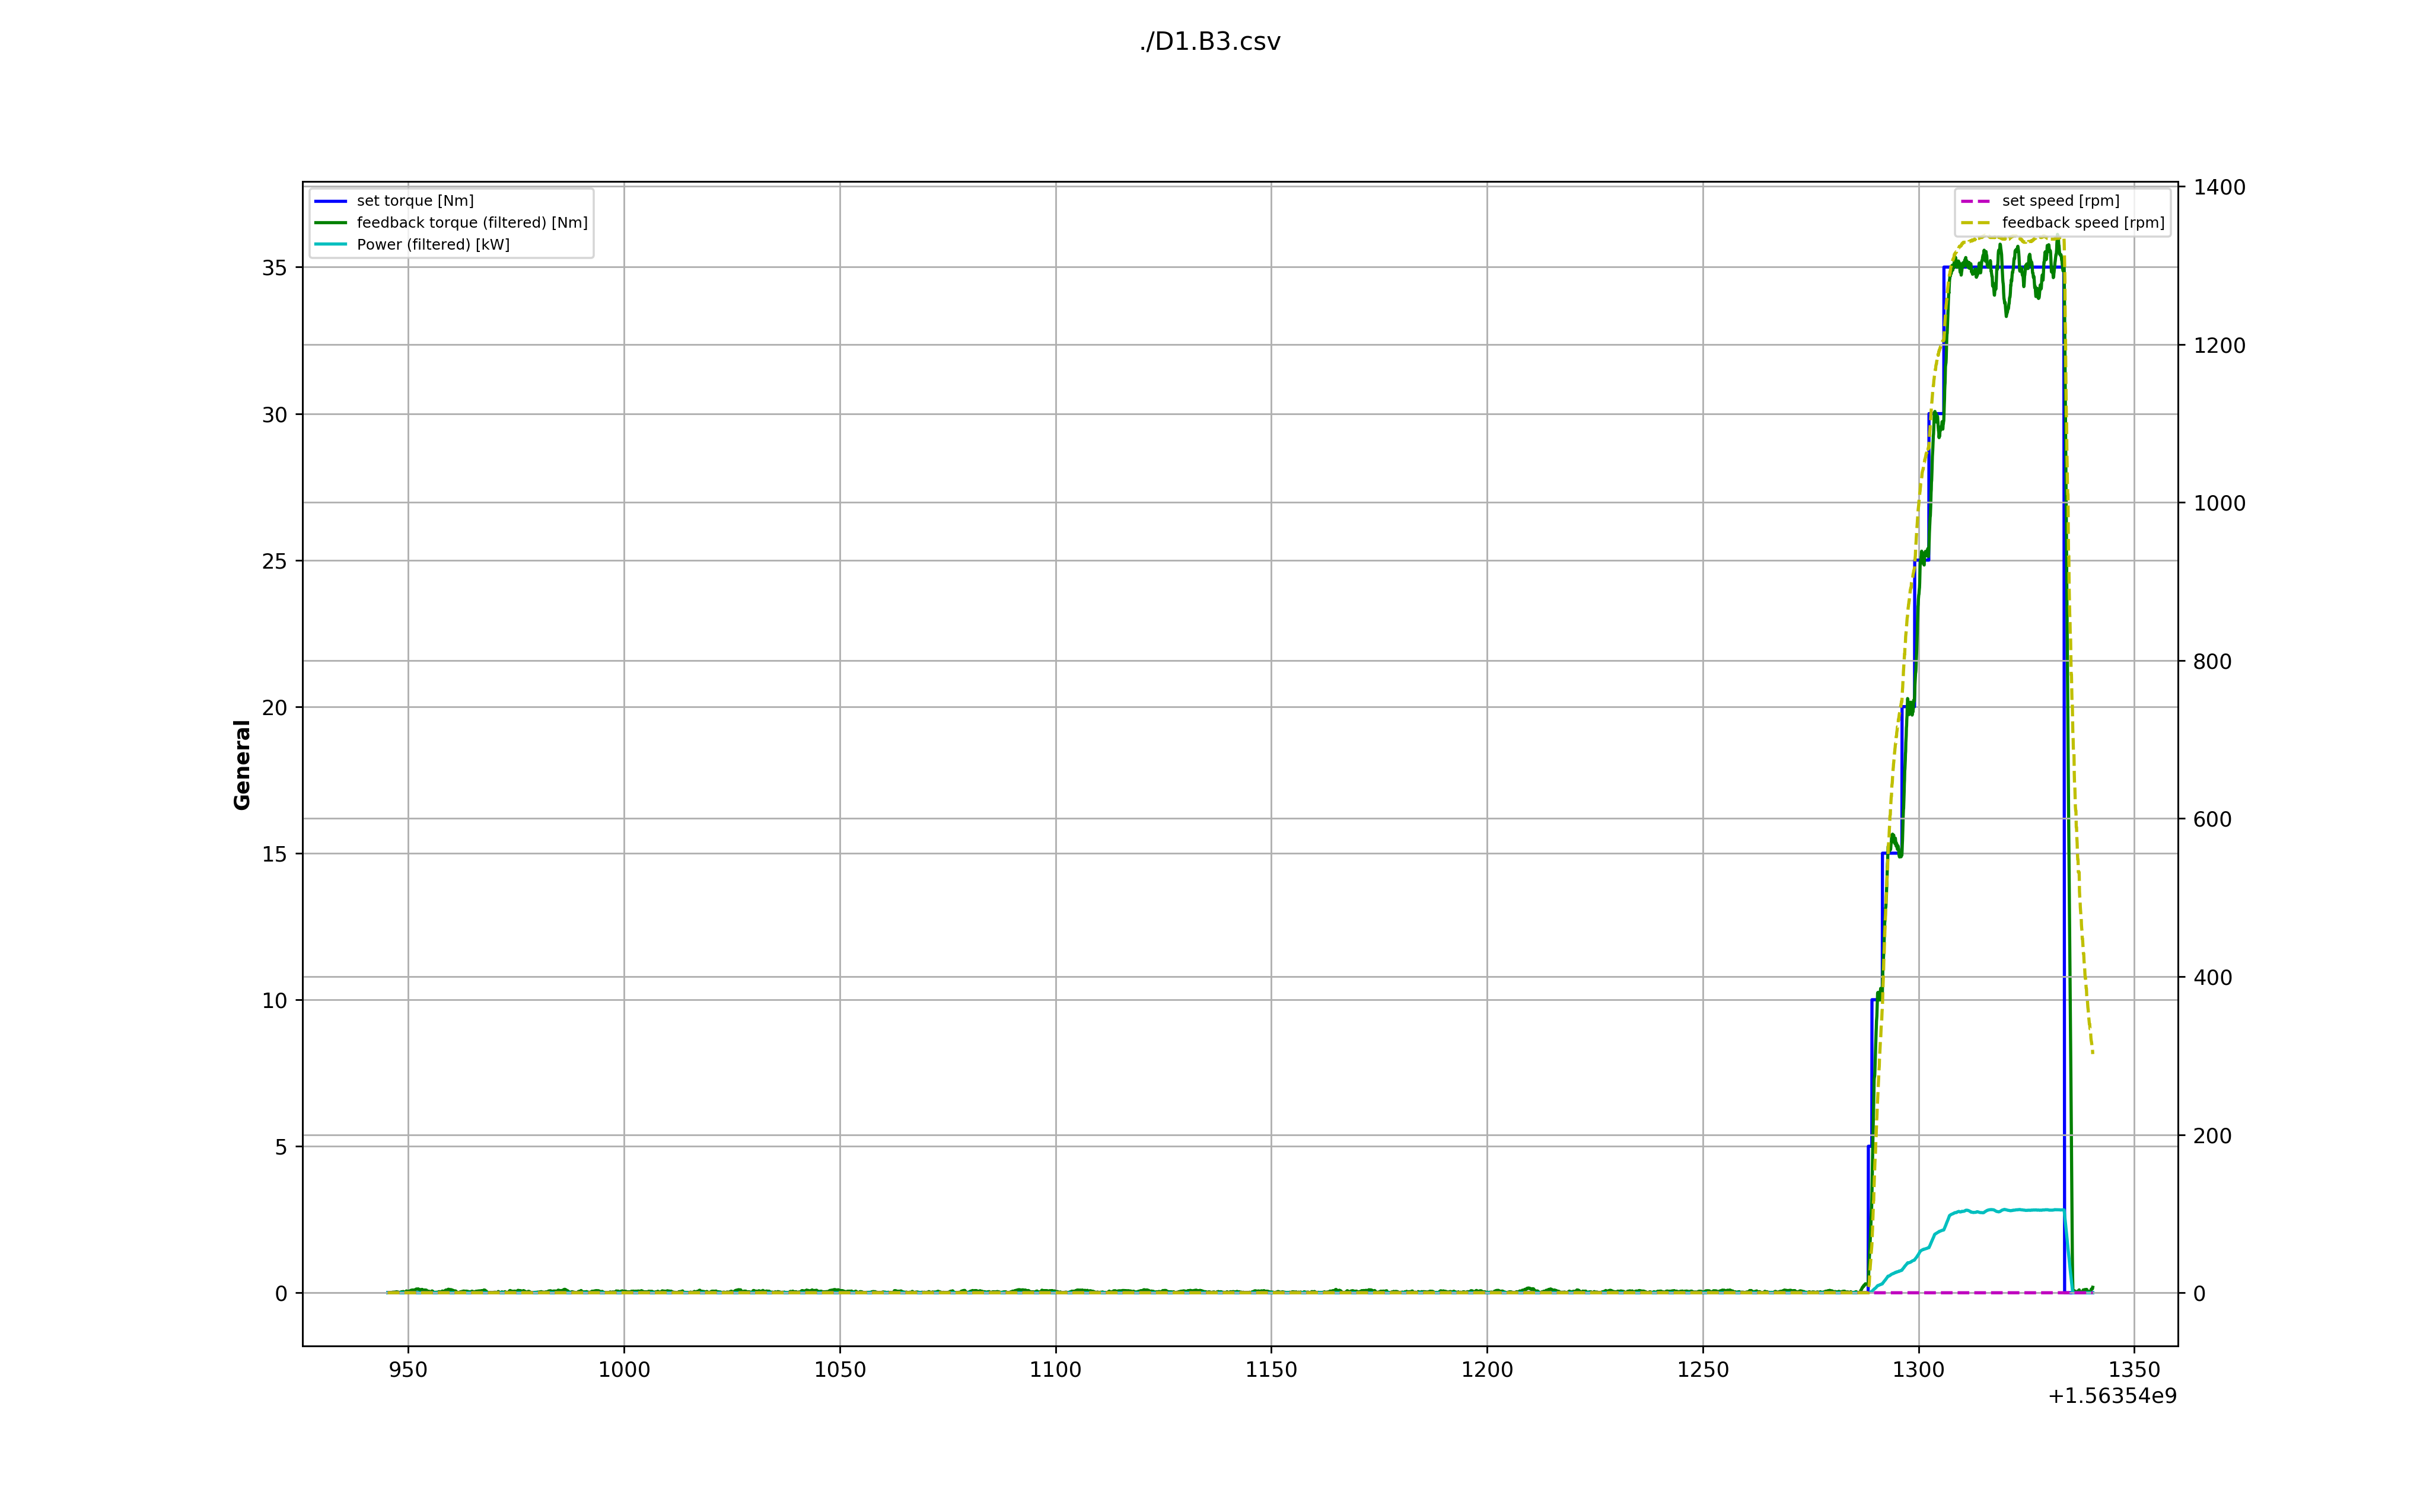 ./D1.B3.csv
set torque [Nm]
feedback torque (filtered) [Nm]
Power (filtered) [kW]
set speed [rpm]
feedback speed [rpm]
General
35
30
25
20
15
10
5
0
1400
1200
1000
800
600
400
200
0
950 1000 1050 1100 1150 1200 1250 1300 1350
+1.56354e9